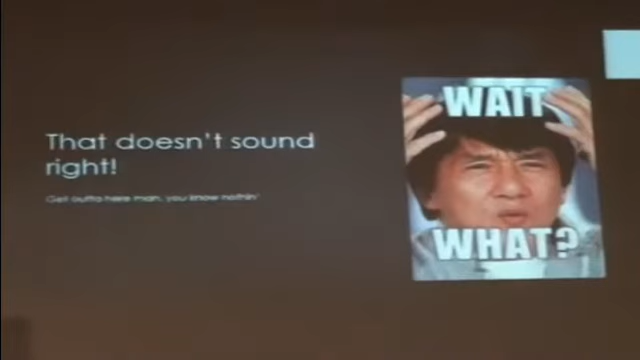 That doesn't sound
right!
Get outta here man, you know nothin'
WAIT
WHAT?